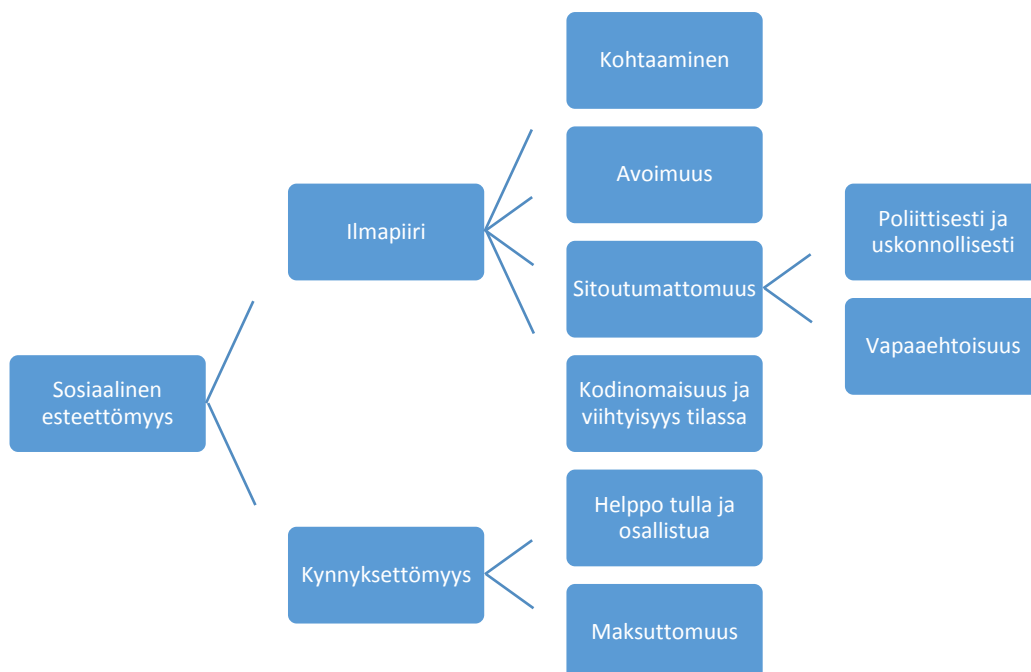 Kohtaaminen
Avoimuus
Ilmapiiri
Poliittisesti ja
uskonnollisesti
Sitoutumattomuus
Vapaaehtoisuus
Sosiaalinen
esteettömyys
Kodinomaisuus ja
viihtyisyys tilassa
Helppo tulla ja
osallistua
Kynnyksettömyys
Maksuttomuus